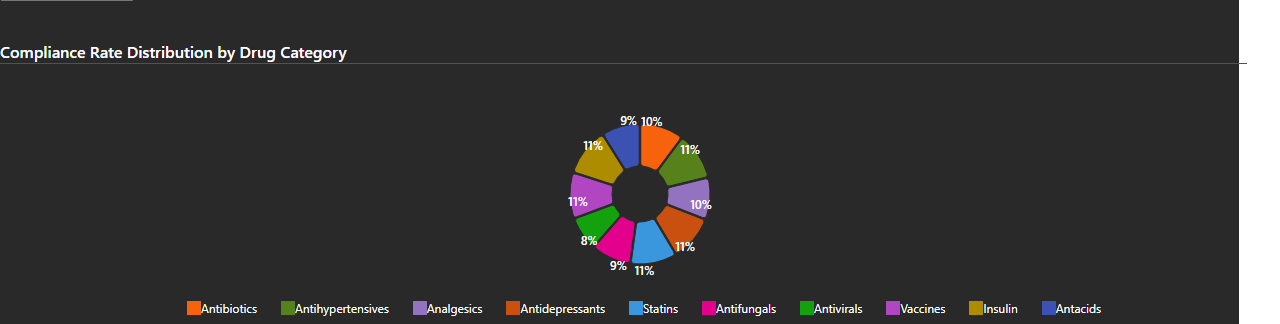 Compliance Rate Distribution by Drug Category
9% 10%
11% 11%
11% 10%
8% 11%
9% 11%
Antibiotics Antihypertensives Analgesics Antidepressants Statins Antifungals Antivirals Vaccines Insulin Antacids